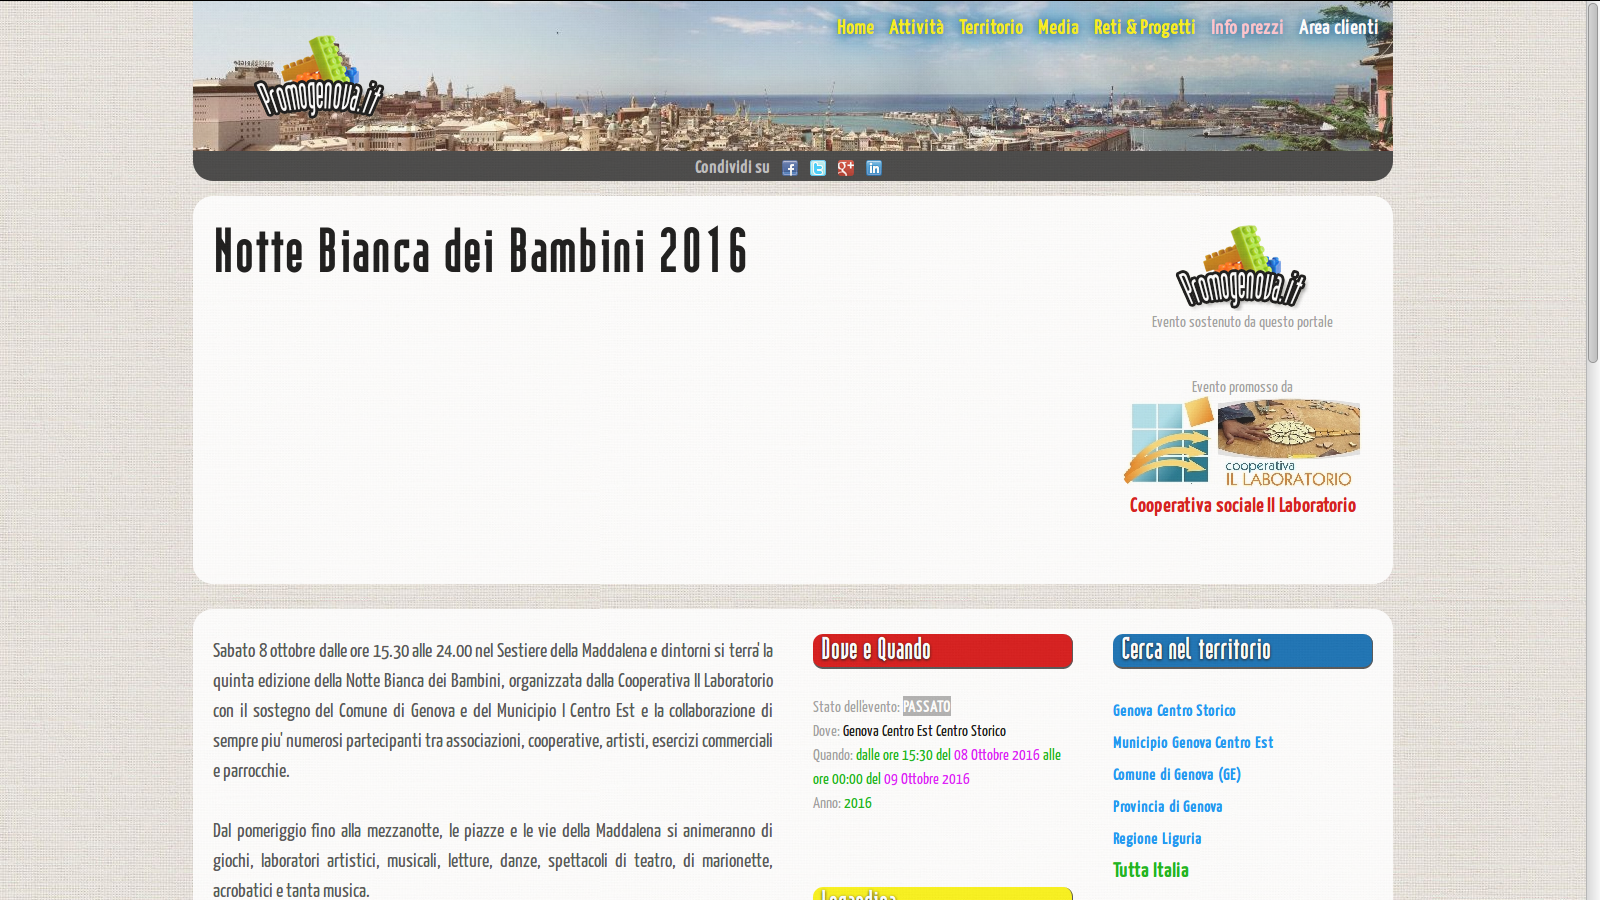 Home Attività Territorio Media Reti & Progetti Info prezzi Area clienti
Promogenova.it
Condividi su
Notte Bianca dei Bambini 2016
Promogenova.it
Evento sostenuto da questo portale
Evento promosso da
cooperativa
IL LABORATORIO
Cooperativa sociale Il Laboratorio
Sabato 8 ottobre dalle ore 15.30 alle 24.00 nel Sestiere della Maddalena e dintorni si terra' la
quinta edizione della Notte Bianca dei Bambini, organizzata dalla Cooperativa Il Laboratorio
con il sostegno del Comune di Genova e del Municipio I Centro Est e la collaborazione di
sempre piu' numerosi partecipanti tra associazioni, cooperative, artisti, esercizi commerciali
e parrocchie.
Dal pomeriggio fino alla mezzanotte, le piazze e le vie della Maddalena si animeranno di
giochi, laboratori artistici, musicali, letture, danze, spettacoli di teatro, di marionette,
acrobatici e tanta musica.
Dove e Quando
Stato dell'evento: PASSATO
Dove: Genova Centro Est Centro Storico
Quando: dalle ore 15:30 del 08 Ottobre 2016 alle
ore 00:00 del 09 Ottobre 2016
Anno: 2016
Locandina
Cerca nel territorio
Genova Centro Storico
Municipio Genova Centro Est
Comune di Genova (GE)
Provincia di Genova
Regione Liguria
Tutta Italia